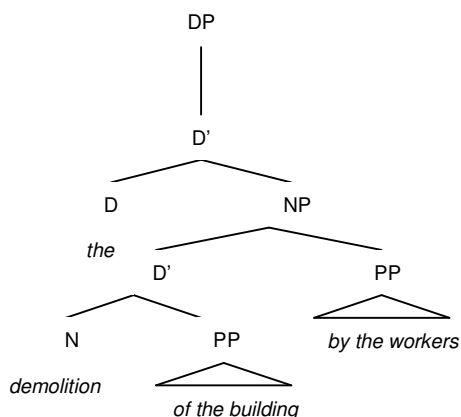 DP
D’
D NP
the
D’ PP
N PP by the workers
demolition
of the building